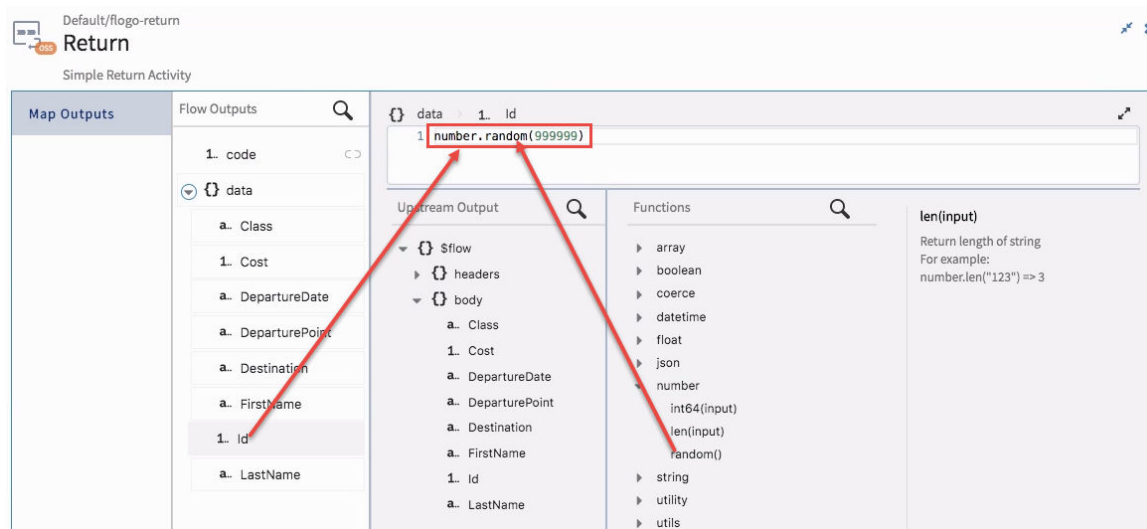 Default/flogo-return
oss
Return
Simple Return Activity
Map Outputs
Flow Outputs
1.. code
{} data
a.. Class
1.. Cost
a.. DepartureDate
a.. DeparturePoint
a.. Destination
a.. FirstName
1.. Id
a.. LastName
{} data > 1.. Id
1 number.random(999999)
Upstream Output
{} $flow
{} headers
{} body
a.. Class
1.. Cost
a.. DepartureDate
a.. DeparturePoint
a.. Destination
a.. FirstName
1.. Id
a.. LastName
Functions
array
boolean
coerce
datetime
float
json
number
int64(input)
len(input)
random()
string
utility
utils
len(input)
Return length of string
For example:
number.len("123") => 3